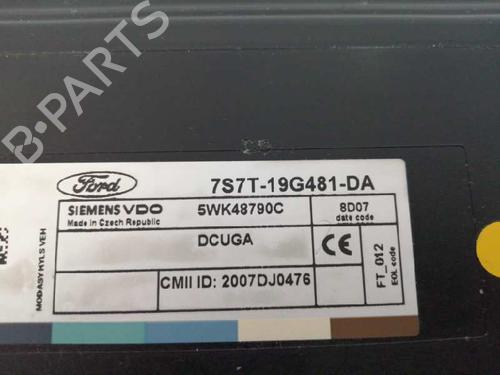 B-PARTS
Ford
7S7T-19G481-DA
SIEMENS VDO
Made in Czech Republic
5WK48790C
8D07
date code
DCUGA
CE
FT_012
EOL code
CMII ID: 2007DJ0476